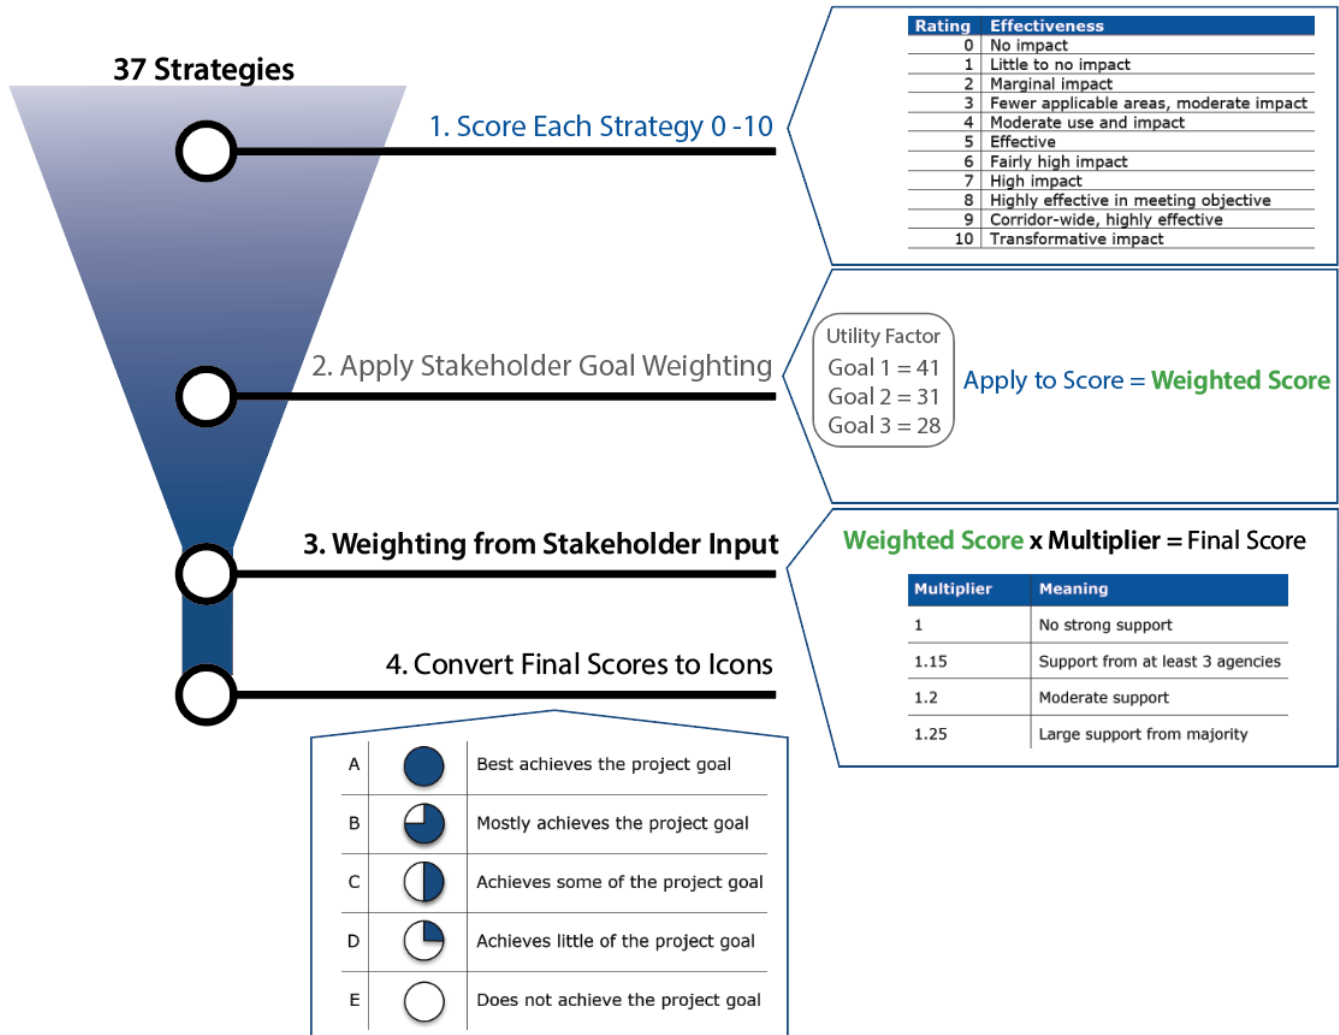 37 Strategies
1. Score Each Strategy 0 -10
Rating Effectiveness
0 No impact
1 Little to no impact
2 Marginal impact
3 Fewer applicable areas, moderate impact
4 Moderate use and impact
5 Effective
6 Fairly high impact
7 High impact
8 Highly effective in meeting objective
9 Corridor-wide, highly effective
10 Transformative impact
2. Apply Stakeholder Goal Weighting
Utility Factor
Goal 1 = 41
Goal 2 = 31
Goal 3 = 28
Apply to Score = Weighted Score
3. Weighting from Stakeholder Input
Weighted Score x Multiplier = Final Score
Multiplier Meaning
1 No strong support
1.15 Support from at least 3 agencies
1.2 Moderate support
1.25 Large support from majority
4. Convert Final Scores to Icons
A Best achieves the project goal
B Mostly achieves the project goal
C Achieves some of the project goal
D Achieves little of the project goal
E Does not achieve the project goal